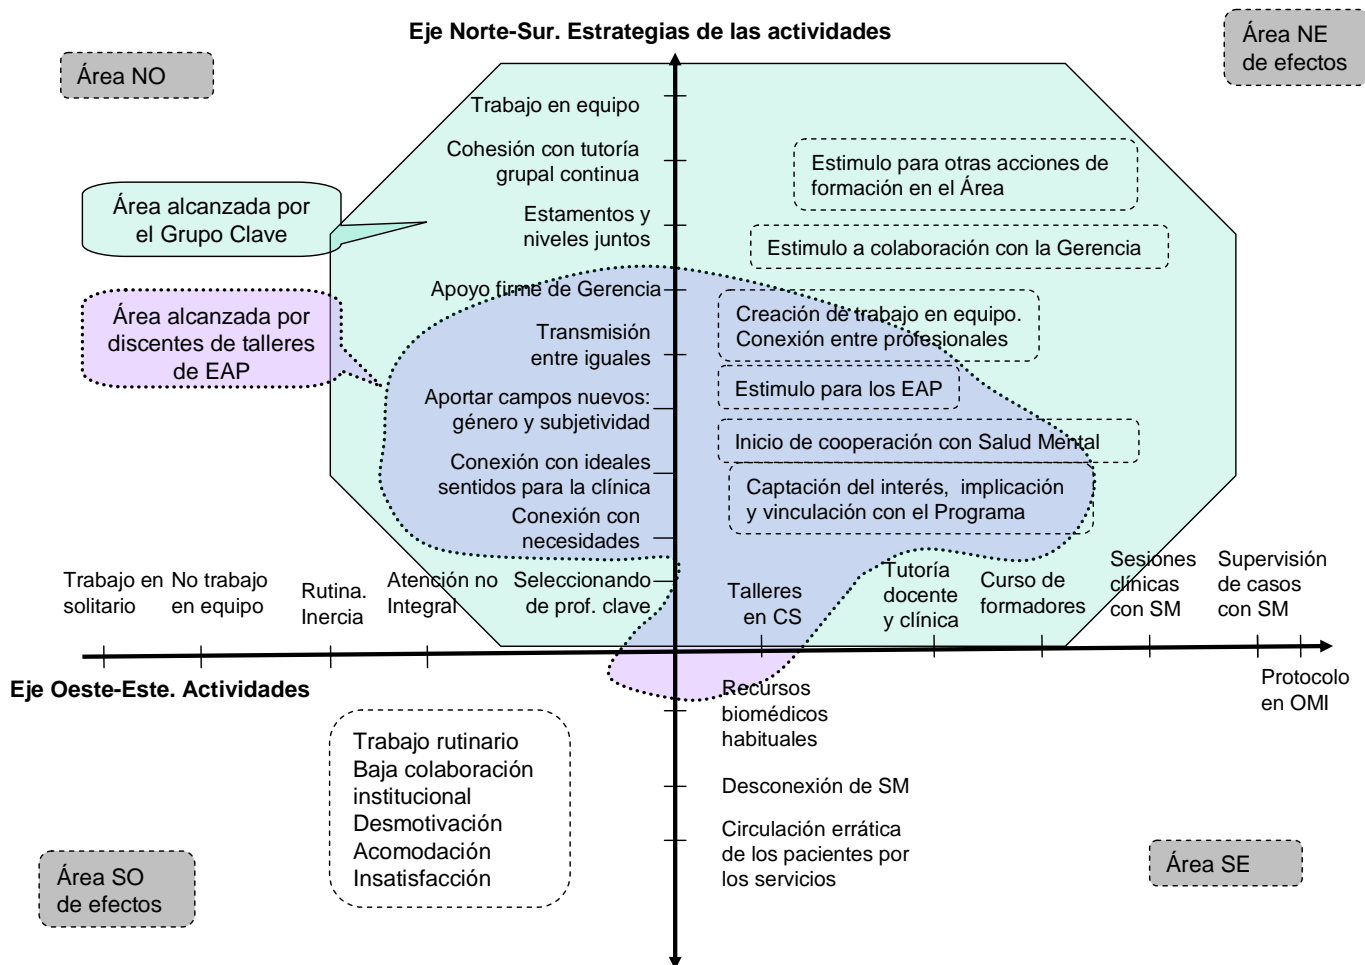 Eje Norte-Sur. Estrategias de las actividades
Área NO
Área NE
de efectos
Trabajo en equipo
Cohesión con tutoría
grupal continua
Estamentos y
niveles juntos
Apoyo firme de Gerencia
Transmisión
entre iguales
Aportar campos nuevos:
género y subjetividad
Conexión con ideales
sentidos para la clínica
Conexión con
necesidades
Seleccionando
de prof. clave
Área alcanzada por
el Grupo Clave
Área alcanzada por
discentes de talleres
de EAP
Estimulo para otras acciones de
formación en el Área
Estimulo a colaboración con la Gerencia
Creación de trabajo en equipo.
Conexión entre profesionales
Estimulo para los EAP
Inicio de cooperación con Salud Mental
Captación del interés, implicación
y vinculación con el Programa
Trabajo en
solitario
No trabajo
en equipo
Rutina.
Inercia
Atención no
Integral
Talleres
en CS
Tutoría
docente
y clínica
Curso de
formadores
Sesiones
clínicas
con SM
Supervisión
de casos
con SM
Protocolo
en OMI
Eje Oeste-Este. Actividades
Recursos
biomédicos
habituales
Desconexión de SM
Circulación errática
de los pacientes por
los servicios
Trabajo rutinario
Baja colaboración
institucional
Desmotivación
Acomodación
Insatisfacción
Área SO
de efectos
Área SE